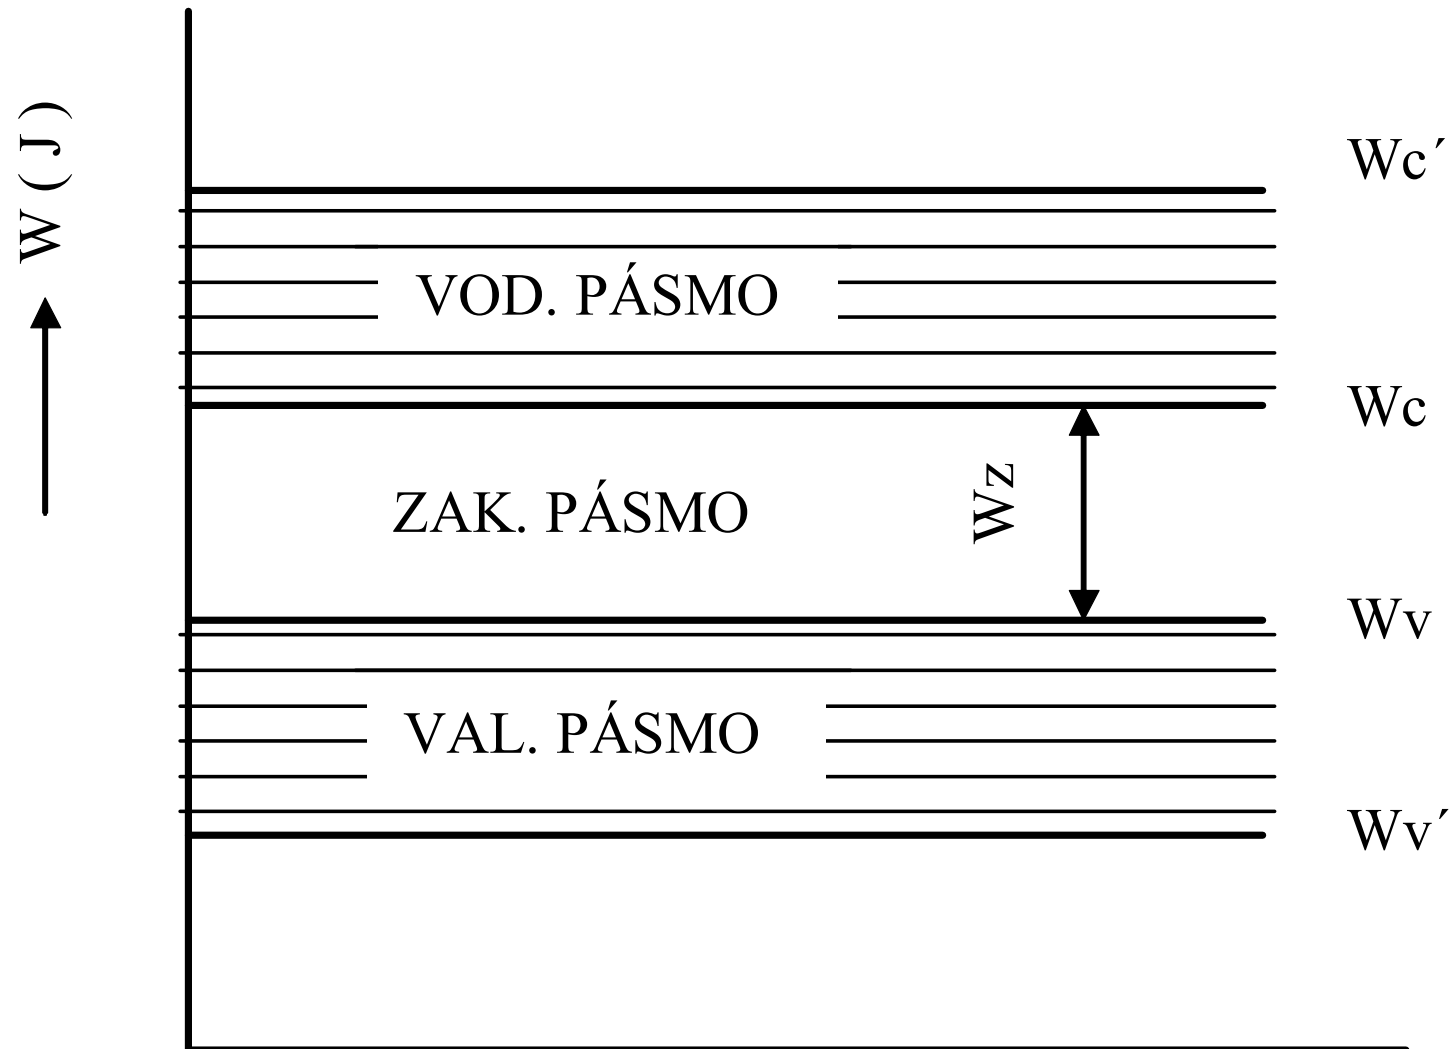 W ( J )
Wc´
VOD. PÁSMO
Wc
ZAK. PÁSMO
Wz
Wv
VAL. PÁSMO
Wv´